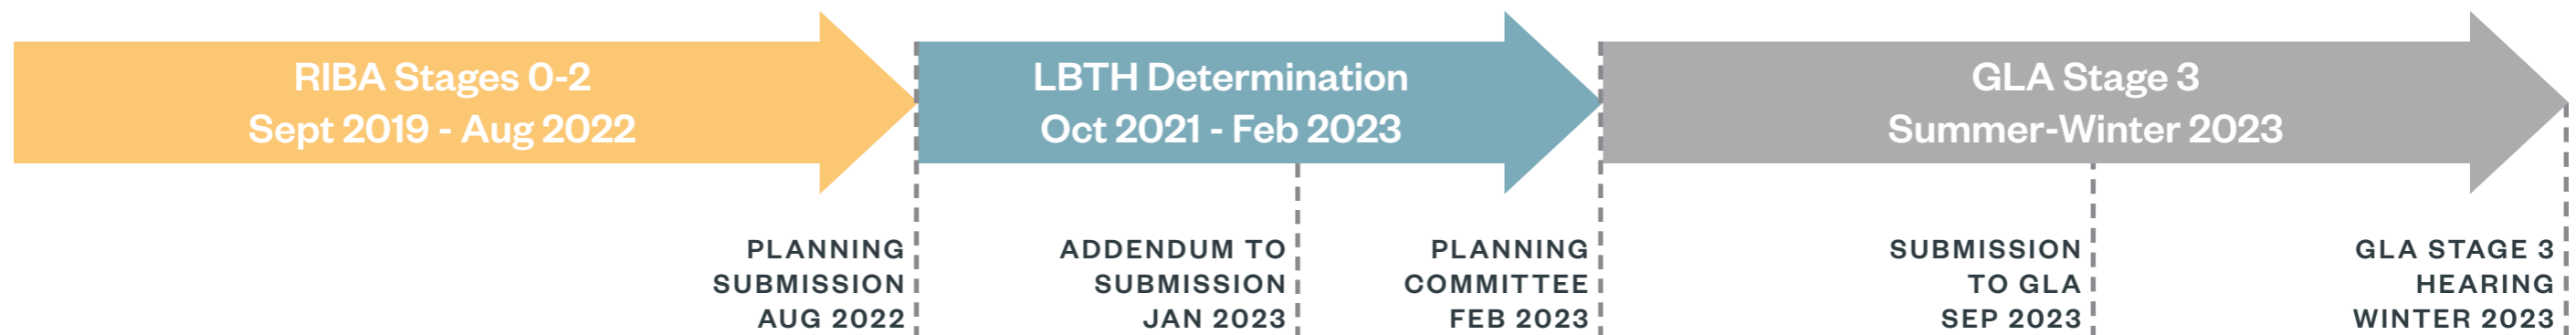 RIBA Stages 0-2
Sept 2019 - Aug 2022
LBTH Determination
Oct 2021 - Feb 2023
GLA Stage 3
Summer-Winter 2023
PLANNING
SUBMISSION
AUG 2022
ADDENDUM TO
SUBMISSION
JAN 2023
PLANNING
COMMITTEE
FEB 2023
SUBMISSION
TO GLA
SEP 2023
GLA STAGE 3
HEARING
WINTER 2023